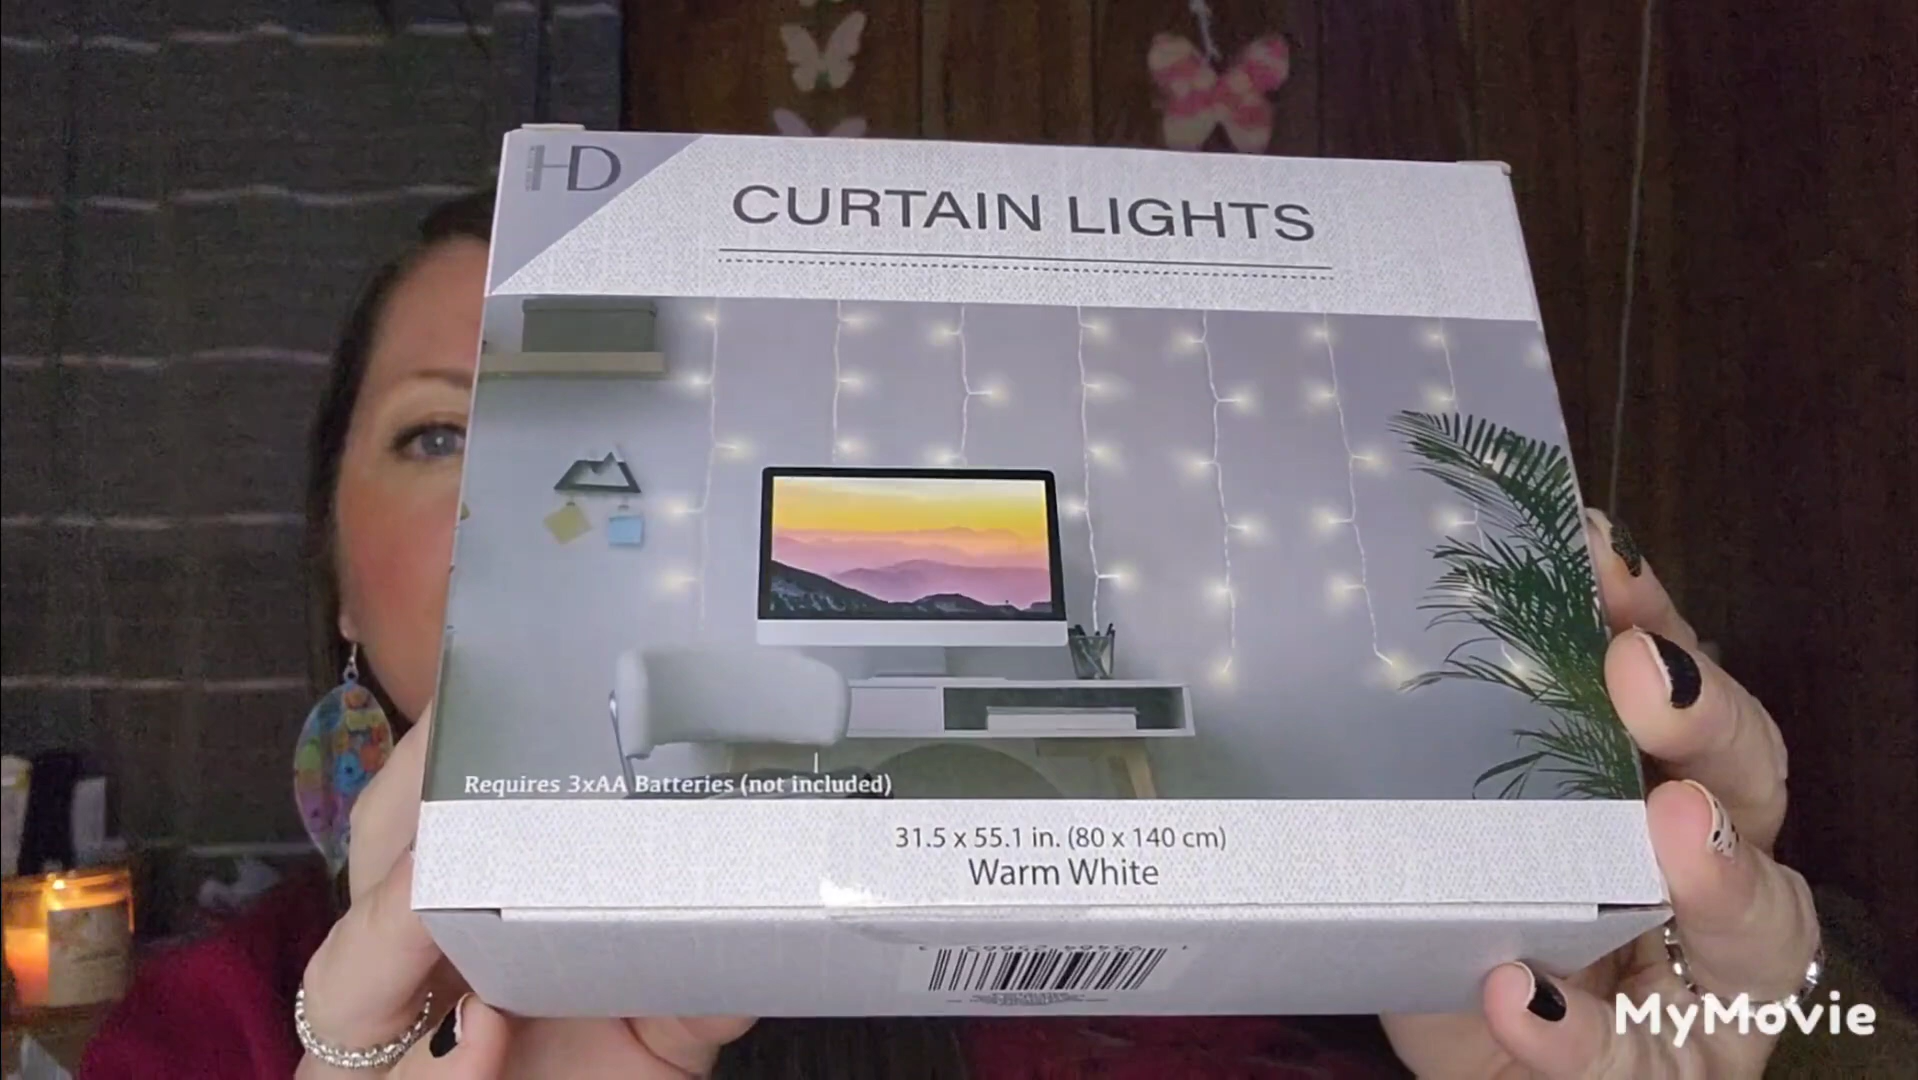 HD
CURTAIN LIGHTS
Requires 3xAA Batteries (not included)
31.5 x 55.1 in. (80 x 140 cm)
Warm White
MyMovie